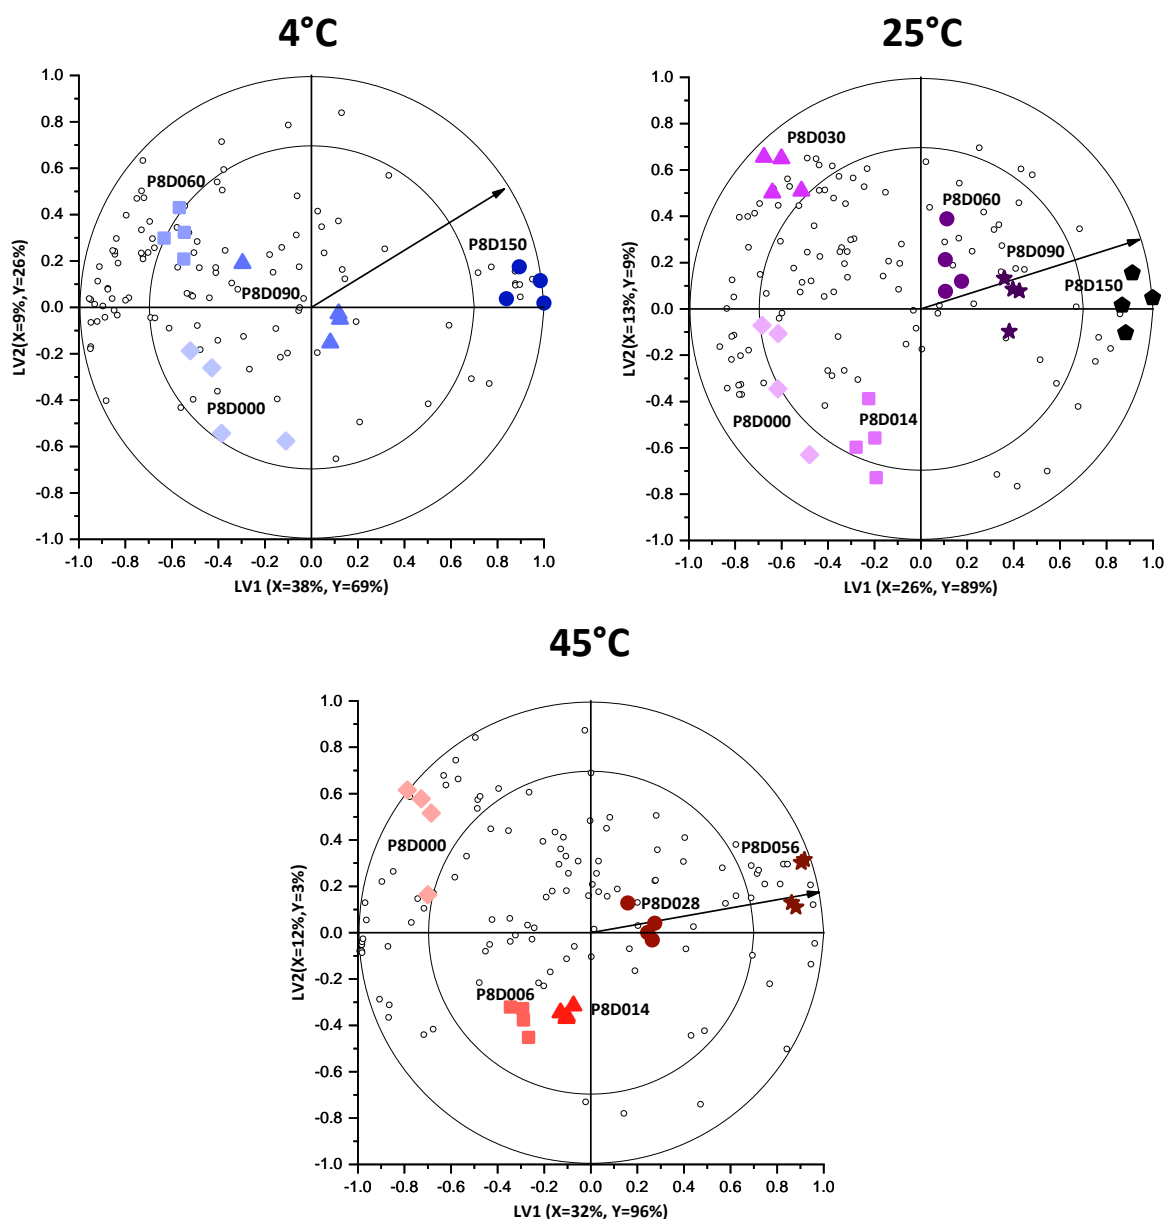 4°C
1.0
0.8
0.6
0.4
0.2
0.0
-0.2
-0.4
-0.6
-0.8
-1.0
LV2(X=9%,Y=26%)
P8D060
P8D150
P8D090
P8D000
-1.0 -0.8 -0.6 -0.4 -0.2 0.0 0.2 0.4 0.6 0.8 1.0
LV1 (X=38%, Y=69%)
25°C
1.0
0.8
0.6
0.4
0.2
0.0
-0.2
-0.4
-0.6
-0.8
-1.0
LV2(X=13%,Y=9%)
P8D030
P8D060
P8D090
P8D150
P8D000
P8D014
-1.0 -0.8 -0.6 -0.4 -0.2 0.0 0.2 0.4 0.6 0.8 1.0
LV1 (X=26%, Y=89%)
45°C
1.0
0.8
0.6
0.4
0.2
0.0
-0.2
-0.4
-0.6
-0.8
-1.0
LV2(X=12%,Y=3%)
P8D000
P8D056
P8D028
P8D006
P8D014
-1.0 -0.8 -0.6 -0.4 -0.2 0.0 0.2 0.4 0.6 0.8 1.0
LV1 (X=32%, Y=96%)